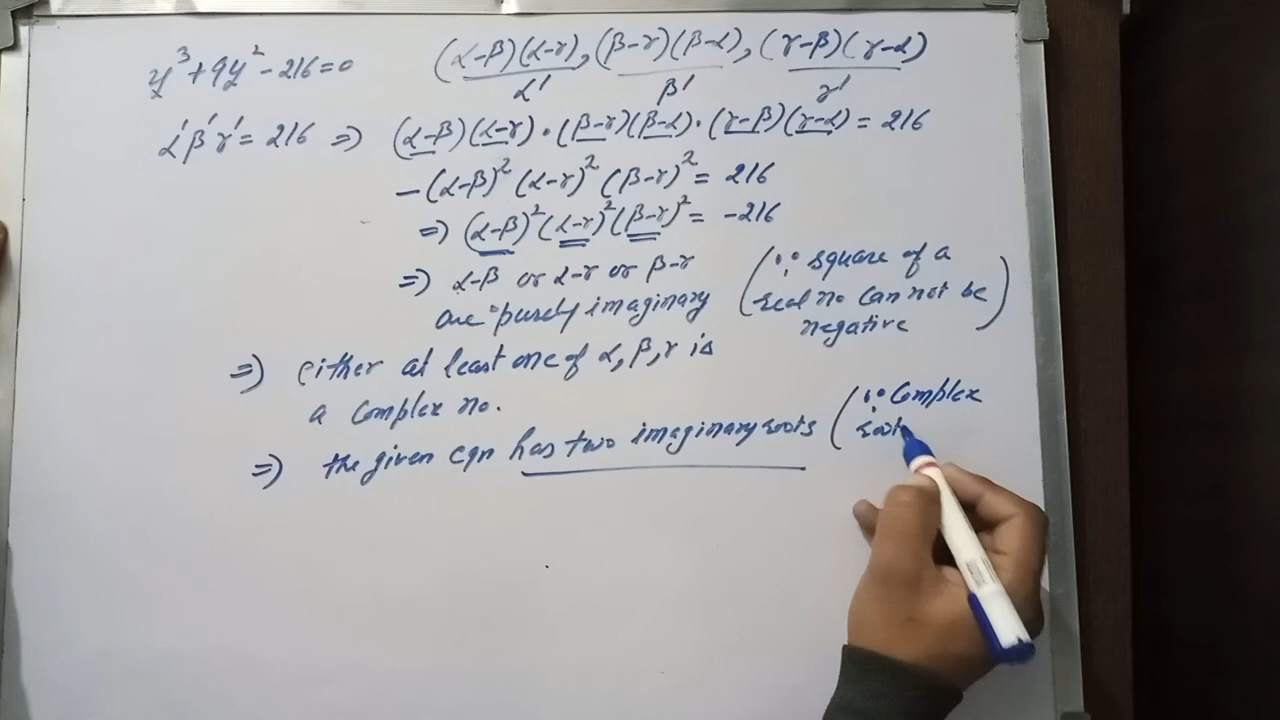 y³+9y²-216=0 (α-β)(α-γ), (β-γ)(β-α), (γ-β)(γ-α)
α' β' γ'
α'β'γ' = 216 ⇒ (α-β)(α-γ)·(β-γ)(β-α)·(γ-β)(γ-α) = 216
-(α-β)²(α-γ)²(β-γ)² = 216
⇒ (α-β)²(α-γ)²(β-γ)² = -216
⇒ α-β or α-γ or β-γ (∵ square of a
are purely imaginary real no can not be
negative)
⇒ either at least one of α, β, γ is
a complex no.
⇒ the given eqn has two imaginary roots (∵ Complex
root